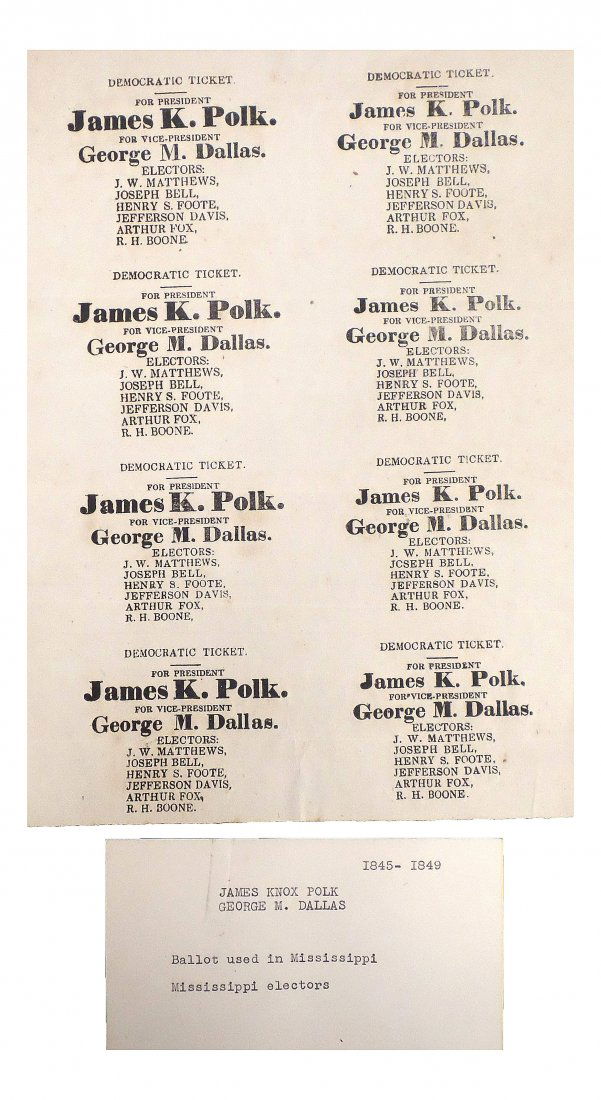 DEMOCRATIC TICKET.
FOR PRESIDENT
James K. Polk.
FOR VICE-PRESIDENT
George M. Dallas.
ELECTORS:
J. W. MATTHEWS,
JOSEPH BELL,
HENRY S. FOOTE,
JEFFERSON DAVIS,
ARTHUR FOX,
R. H. BOONE.
DEMOCRATIC TICKET.
FOR PRESIDENT
James K. Polk.
FOR VICE-PRESIDENT
George M. Dallas.
ELECTORS:
J. W. MATTHEWS,
JOSEPH BELL,
HENRY S. FOOTE,
JEFFERSON DAVIS,
ARTHUR FOX,
R. H. BOONE.
DEMOCRATIC TICKET.
FOR PRESIDENT
James K. Polk.
FOR VICE-PRESIDENT
George M. Dallas.
ELECTORS:
J. W. MATTHEWS,
JOSEPH BELL,
HENRY S. FOOTE,
JEFFERSON DAVIS,
ARTHUR FOX,
R. H. BOONE.
DEMOCRATIC TICKET.
FOR PRESIDENT
James K. Polk.
FOR VICE-PRESIDENT
George M. Dallas.
ELECTORS:
J. W. MATTHEWS,
JOSEPH BELL,
HENRY S. FOOTE,
JEFFERSON DAVIS,
ARTHUR FOX,
R. H. BOONE,
DEMOCRATIC TICKET.
FOR PRESIDENT
James K. Polk.
FOR VICE-PRESIDENT
George M. Dallas.
ELECTORS:
J. W. MATTHEWS,
JOSEPH BELL,
HENRY S. FOOTE,
JEFFERSON DAVIS,
ARTHUR FOX,
R. H. BOONE,
DEMOCRATIC TICKET.
FOR PRESIDENT
James K. Polk.
FOR VICE-PRESIDENT
George M. Dallas.
ELECTORS:
J. W. MATTHEWS,
JOSEPH BELL,
HENRY S. FOOTE,
JEFFERSON DAVIS,
ARTHUR FOX,
R. H. BOONE.
DEMOCRATIC TICKET.
FOR PRESIDENT
James K. Polk.
FOR VICE-PRESIDENT
George M. Dallas.
ELECTORS:
J. W. MATTHEWS,
JOSEPH BELL,
HENRY S. FOOTE,
JEFFERSON DAVIS,
ARTHUR FOX,
R. H. BOONE.
DEMOCRATIC TICKET.
FOR PRESIDENT
James K. Polk.
FOR VICE-PRESIDENT
George M. Dallas.
ELECTORS:
J. W. MATTHEWS,
JOSEPH BELL,
HENRY S. FOOTE,
JEFFERSON DAVIS,
ARTHUR FOX,
R. H. BOONE.
1845- 1849
JAMES KNOX POLK
GEORGE M. DALLAS
Ballot used in Mississippi
Mississippi electors